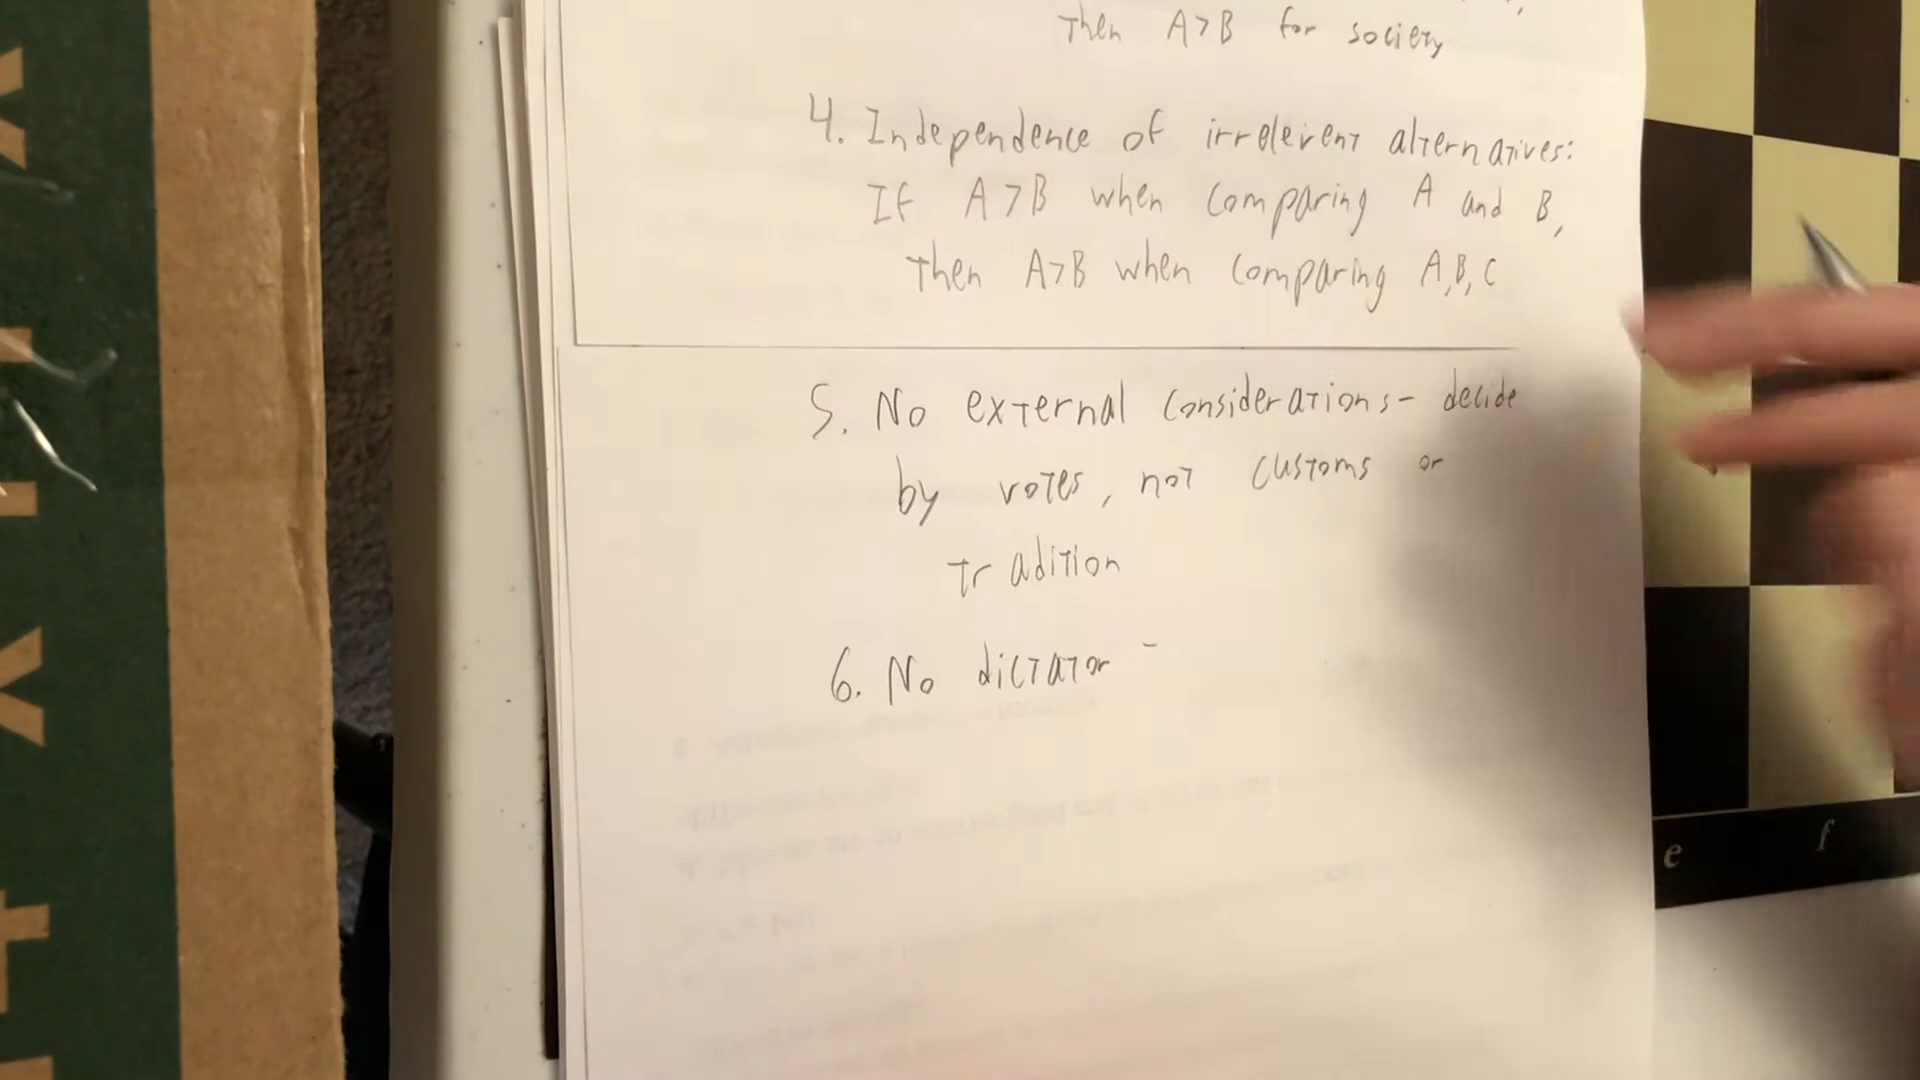 Then A>B for society
4. Independence of irrelevent alternatives:
If A>B when comparing A and B,
then A>B when comparing A,B,C
5. No external considerations- decide
by votes, not customs or
tradition
6. No dictator -
e f